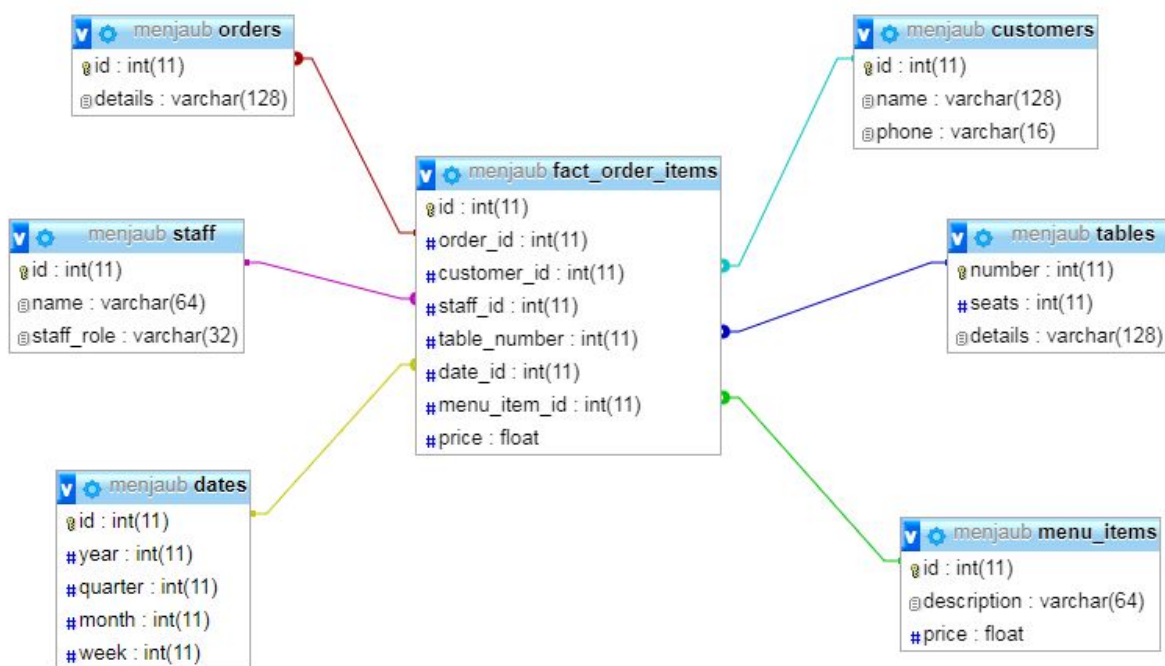 menjaub orders
id : int(11)
details : varchar(128)
menjaub customers
id : int(11)
name : varchar(128)
phone : varchar(16)
menjaub fact_order_items
id : int(11)
order_id : int(11)
customer_id : int(11)
staff_id : int(11)
table_number : int(11)
date_id : int(11)
menu_item_id : int(11)
price : float
menjaub staff
id : int(11)
name : varchar(64)
staff_role : varchar(32)
menjaub tables
number : int(11)
seats : int(11)
details : varchar(128)
menjaub dates
id : int(11)
year : int(11)
quarter : int(11)
month : int(11)
week : int(11)
menjaub menu_items
id : int(11)
description : varchar(64)
price : float